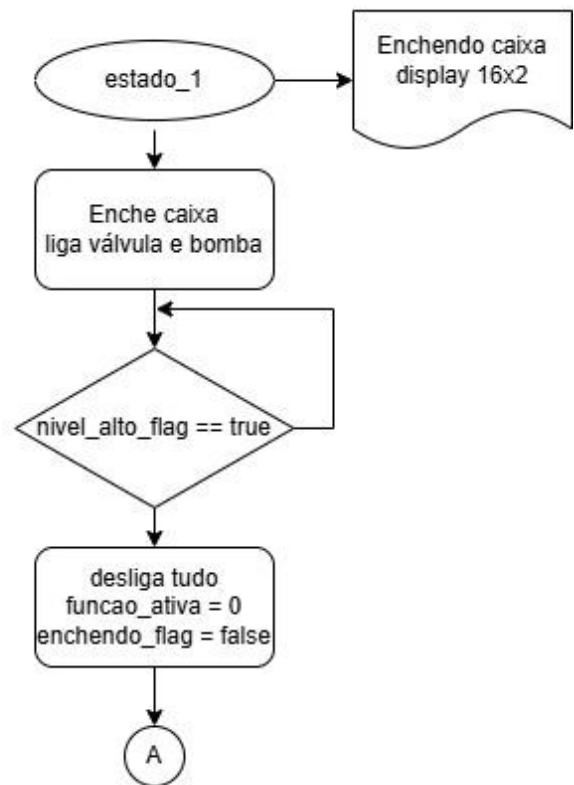 estado_1
Enchendo caixa
display 16x2
Enche caixa
liga válvula e bomba
nivel_alto_flag == true
desliga tudo
funcao_ativa = 0
enchendo_flag = false
A